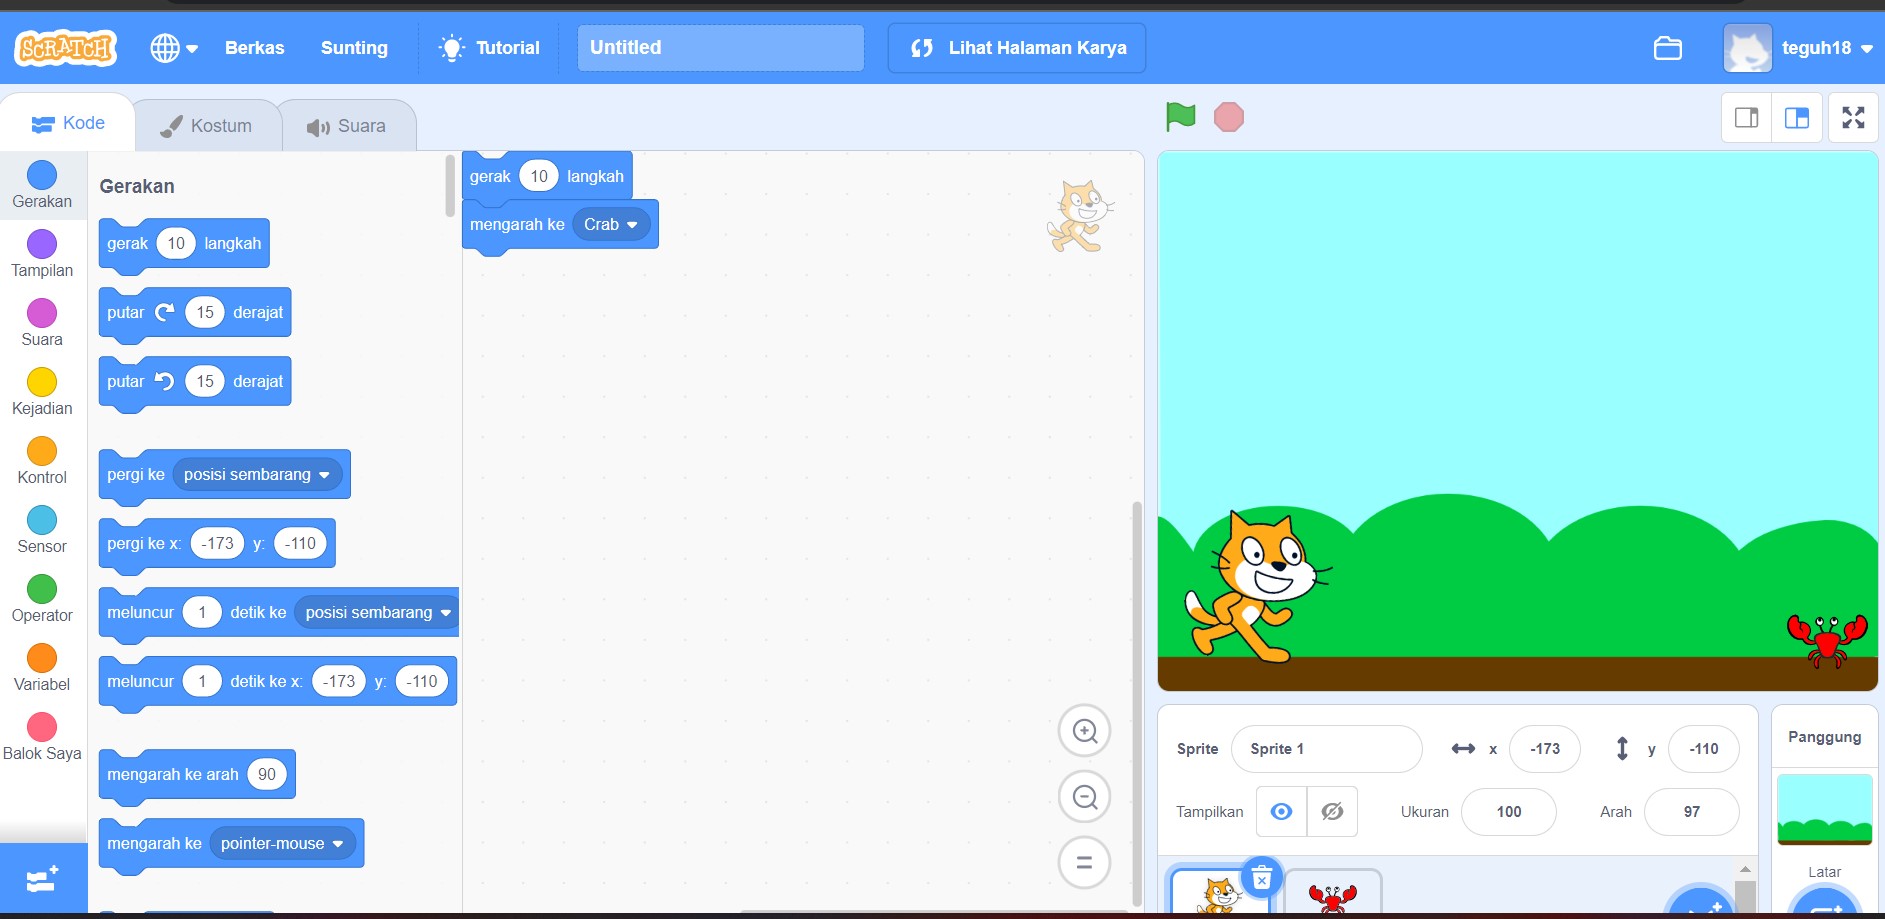 SCRATCH Berkas Sunting Tutorial Untitled Lihat Halaman Karya teguh18
Kode Kostum Suara
Gerakan
Tampilan
Suara
Kejadian
Kontrol
Sensor
Operator
Variabel
Balok Saya
Gerakan
gerak 10 langkah
putar 15 derajat
putar 15 derajat
pergi ke posisi sembarang
pergi ke x: -173 y: -110
meluncur 1 detik ke posisi sembarang
meluncur 1 detik ke x: -173 y: -110
mengarah ke arah 90
mengarah ke pointer-mouse
gerak 10 langkah
mengarah ke Crab
Sprite Sprite 1 x -173 y -110
Tampilkan Ukuran 100 Arah 97
Panggung
Latar